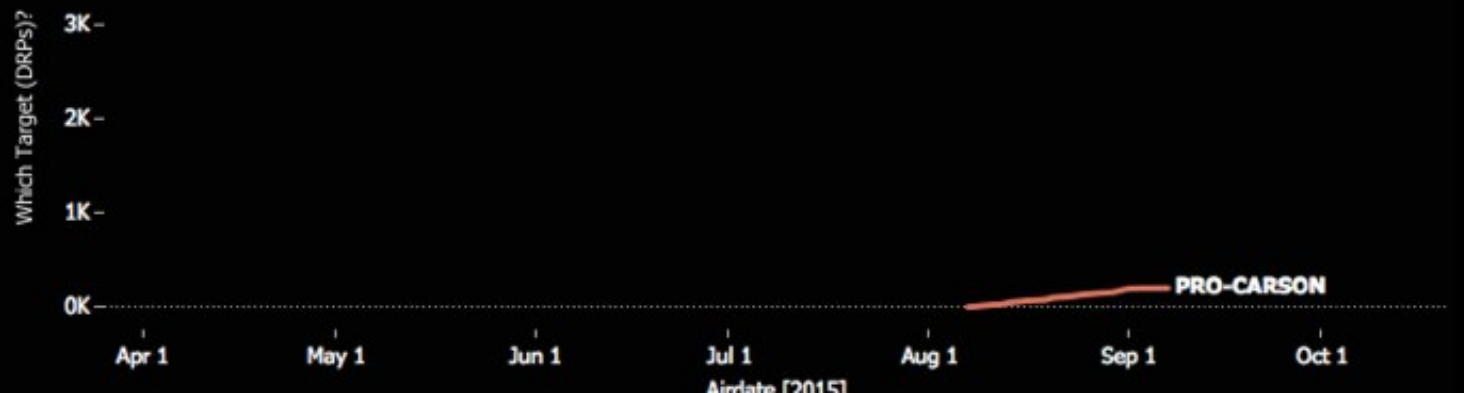 Which Target (DRPs)?
3K
2K
1K
0K
PRO-CARSON
Apr 1 May 1 Jun 1 Jul 1 Aug 1 Sep 1 Oct 1
Airdate [2015]